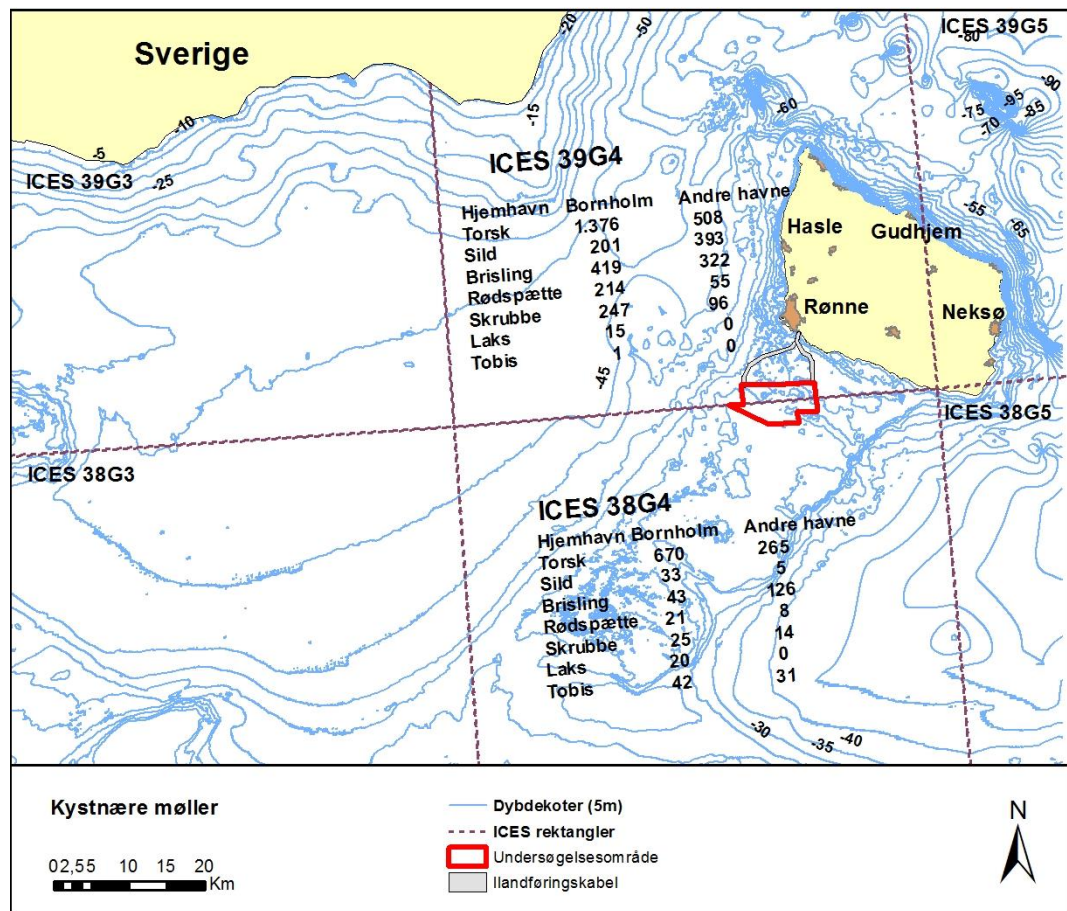 Sverige
ICES 39G5
ICES 39G3
-5
-10
-25
-15
-20
-50
-60
-80
-90
-95
-75
-85
-70
-55
-65
ICES 39G4
Hjemhavn Bornholm Andre havne
Torsk 1.376 508
Sild 201 393
Brisling 419 322
Rødspætte 214 55
Skrubbe 247 96
Laks 15 0
Tobis 1 0
-45
Hasle
Gudhjem
Rønne
Neksø
ICES 38G3
ICES 38G5
ICES 38G4
Hjemhavn Bornholm Andre havne
Torsk 670 265
Sild 33 5
Brisling 43 126
Rødspætte 21 8
Skrubbe 25 14
Laks 20 0
Tobis 42 31
-30
-35
-40
Kystnære møller
02,55 10 15 20
Km
Dybdekoter (5m)
ICES rektangler
Undersøgelsesområde
Ilandføringskabel
N